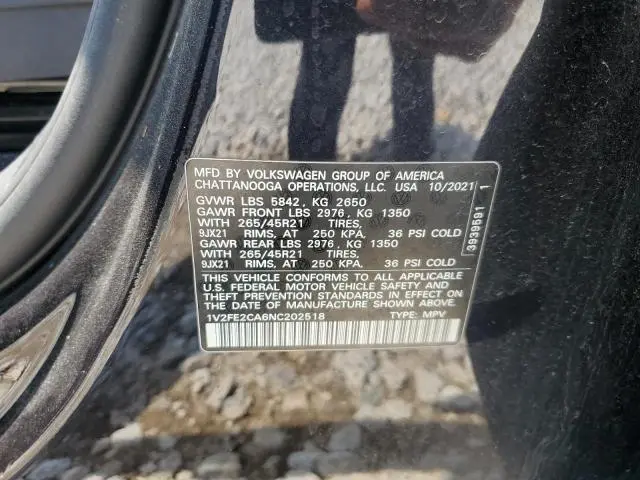 MFD BY VOLKSWAGEN GROUP OF AMERICA
CHATTANOOGA OPERATIONS, LLC. USA 10/2021
GVWR LBS 5842, KG 2650
GAWR FRONT LBS 2976, KG 1350
WITH 265/45R21 TIRES,
9JX21 RIMS, AT 250 KPA, 36 PSI COLD
GAWR REAR LBS 2976, KG 1350
WITH 265/45R21 TIRES,
9JX21 RIMS, AT 250 KPA, 36 PSI COLD
THIS VEHICLE CONFORMS TO ALL APPLICABLE
U.S. FEDERAL MOTOR VEHICLE SAFETY AND
THEFT PREVENTION STANDARDS IN EFFECT
ON THE DATE OF MANUFACTURE SHOWN ABOVE.
1V2FE2CA6NC202518 TYPE: MPV
3939591 1